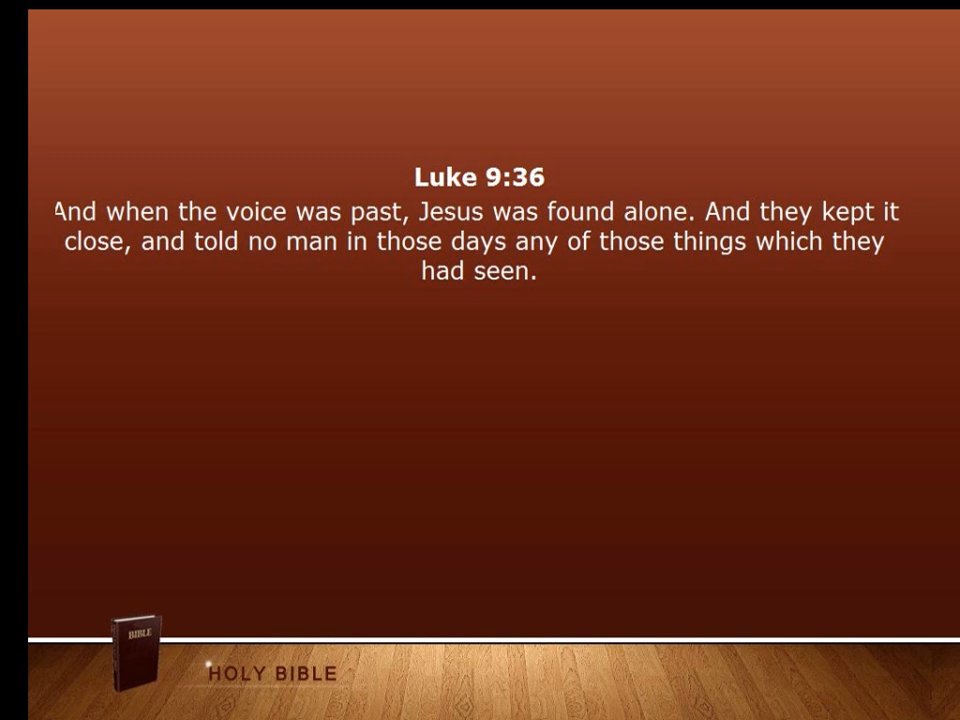 Luke 9:36
And when the voice was past, Jesus was found alone. And they kept it
close, and told no man in those days any of those things which they
had seen.
BIBLE
HOLY BIBLE